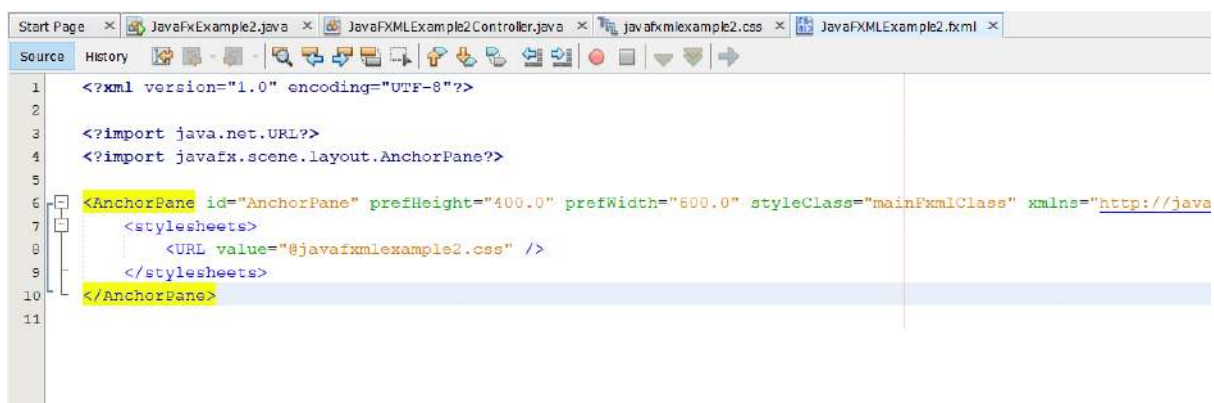 Start Page JavaFxExample2.java JavaFXMLExample2Controller.java javafxmlexample2.css JavaFXMLExample2.fxml
Source History
1 <?xml version="1.0" encoding="UTF-8"?>
2
3 <?import java.net.URL?>
4 <?import javafx.scene.layout.AnchorPane?>
5
6 <AnchorPane id="AnchorPane" prefHeight="400.0" prefWidth="600.0" styleClass="mainFxmlClass" xmlns="http://java
7 <stylesheets>
8 <URL value="@javafxmlexample2.css" />
9 </stylesheets>
10 </AnchorPane>
11